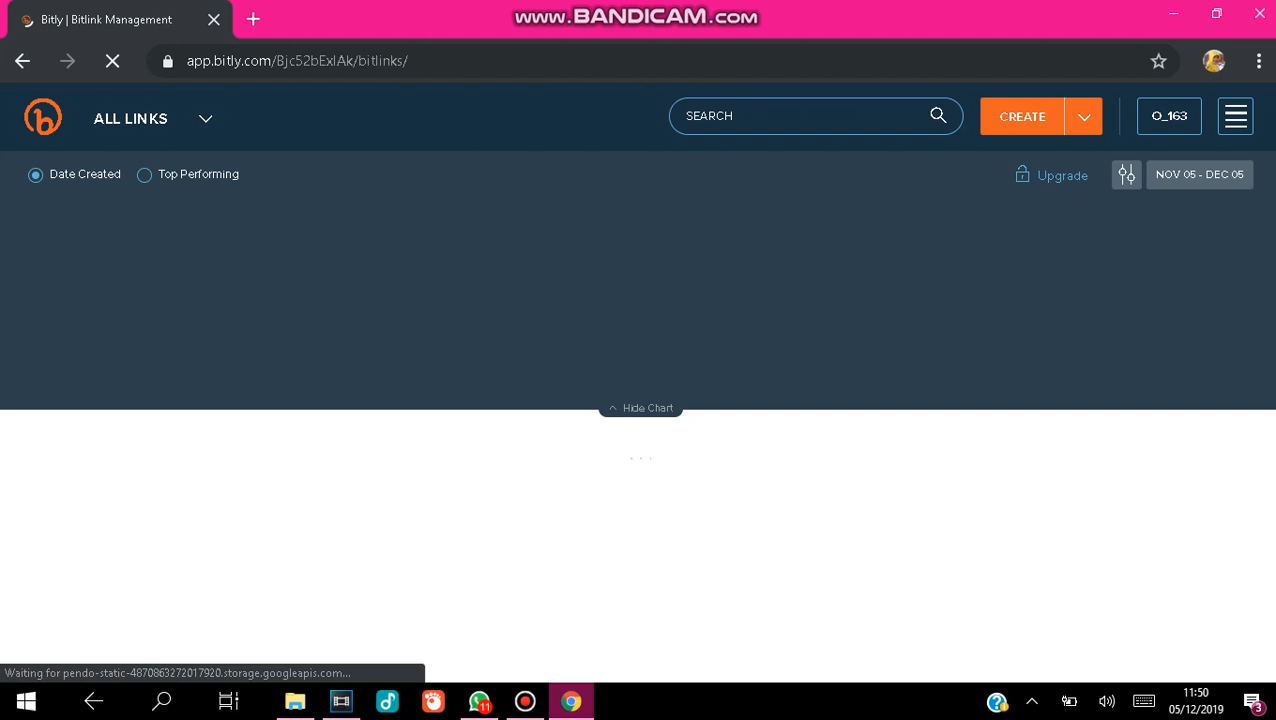 Bitly | Bitlink Management
www.BANDICAM.com
app.bitly.com/Bjc52bExlAk/bitlinks/
ALL LINKS
SEARCH
CREATE
O_163
Date Created
Top Performing
Upgrade
NOV 05 - DEC 05
Hide Chart
Waiting for pendo-static-4870863272017920.storage.googleapis.com...
11
11:50
05/12/2019
3